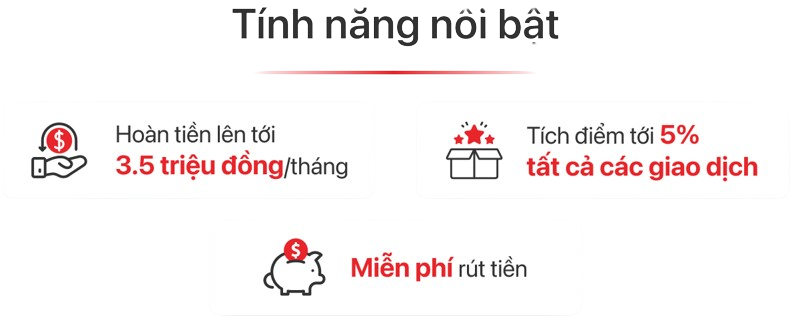 Tính năng nổi bật
Hoàn tiền lên tới
3.5 triệu đồng/tháng
Tích điểm tới 5%
tất cả các giao dịch
Miễn phí rút tiền